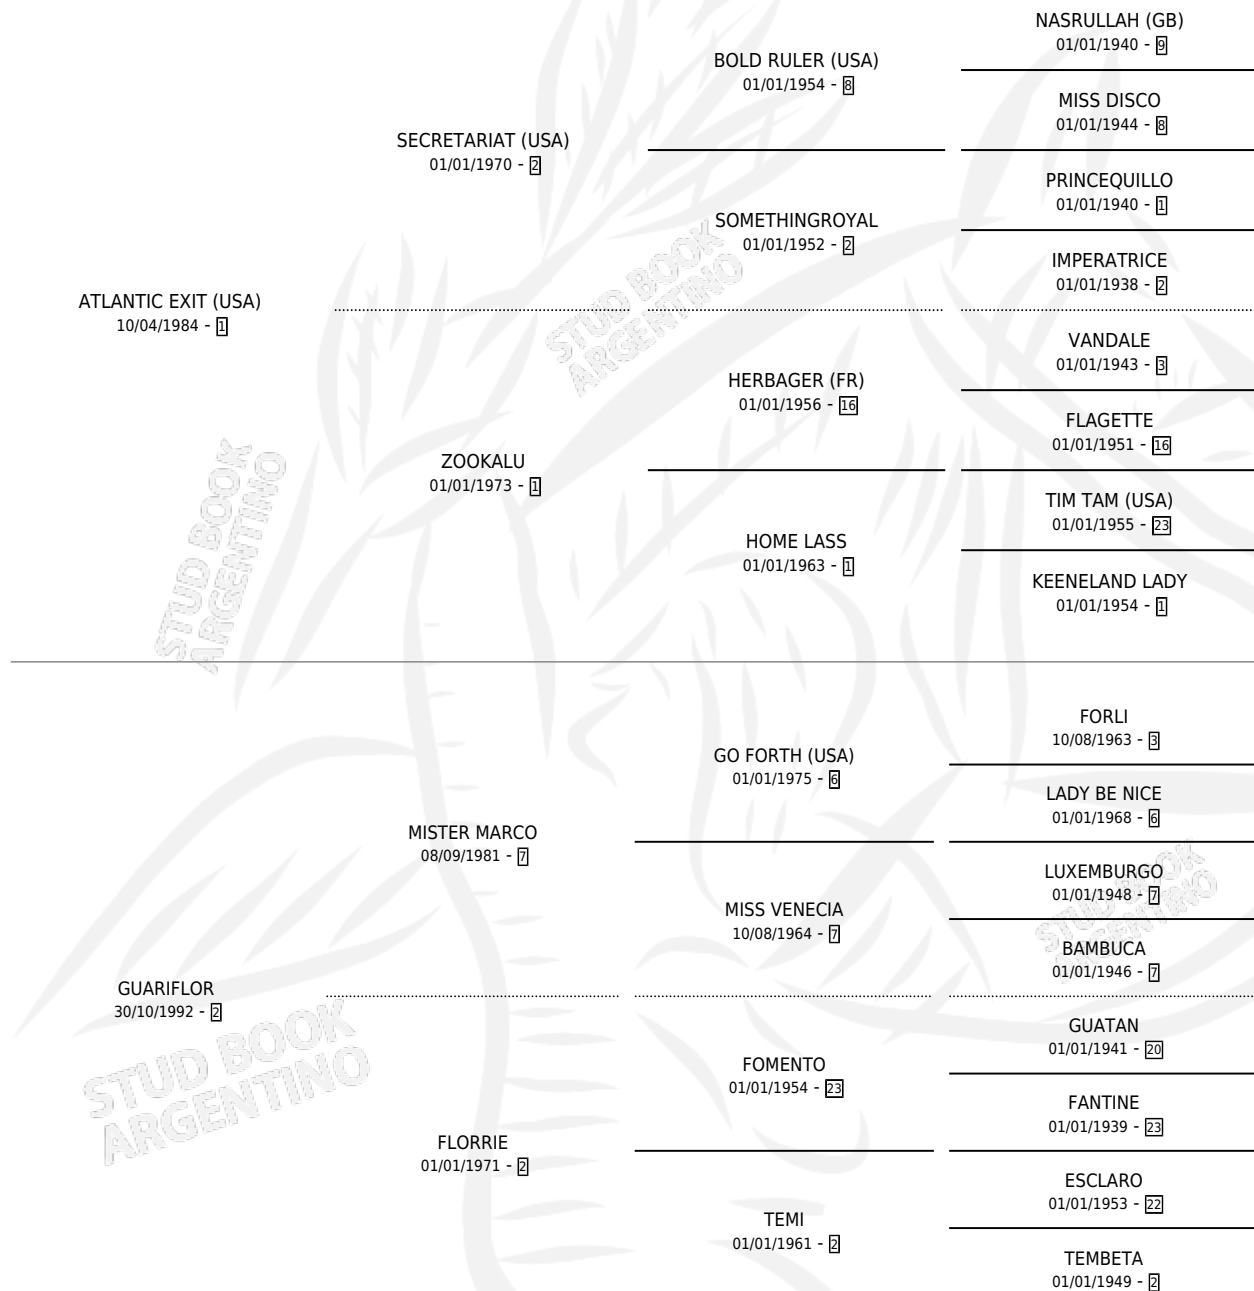 NASRULLAH (GB)
01/01/1940 - 9
BOLD RULER (USA)
01/01/1954 - 8
MISS DISCO
01/01/1944 - 8
SECRETARIAT (USA)
01/01/1970 - 2
PRINCEQUILLO
01/01/1940 - 1
SOMETHINGROYAL
01/01/1952 - 2
IMPERATRICE
01/01/1938 - 2
ATLANTIC EXIT (USA)
10/04/1984 - 1
VANDALE
01/01/1943 - 3
HERBAGER (FR)
01/01/1956 - 16
FLAGETTE
01/01/1951 - 16
ZOOKALU
01/01/1973 - 1
TIM TAM (USA)
01/01/1955 - 23
HOME LASS
01/01/1963 - 1
KEENELAND LADY
01/01/1954 - 1
FORLI
10/08/1963 - 3
GO FORTH (USA)
01/01/1975 - 6
LADY BE NICE
01/01/1968 - 6
MISTER MARCO
08/09/1981 - 7
LUXEMBURGO
01/01/1948 - 7
MISS VENECIA
10/08/1964 - 7
BAMBUCA
01/01/1946 - 7
GUARIFLOR
30/10/1992 - 2
GUATAN
01/01/1941 - 20
FOMENTO
01/01/1954 - 23
FANTINE
01/01/1939 - 23
FLORRIE
01/01/1971 - 2
ESCLARO
01/01/1953 - 22
TEMI
01/01/1961 - 2
TEMBETA
01/01/1949 - 2
STUD BOOK
ARGENTINO
STUD BOOK
ARGENTINO
STUD BOOK
ARGENTINO
STUD BOOK
ARGENTINO